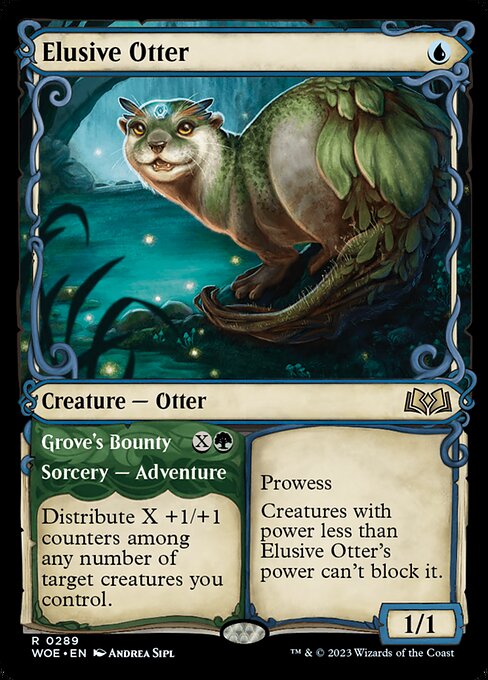 Elusive Otter
Creature — Otter
Grove's Bounty X
Sorcery — Adventure
Distribute X +1/+1
counters among
any number of
target creatures you
control.
Prowess
Creatures with
power less than
Elusive Otter's
power can't block it.
1/1
R 0289
WOE • EN Andrea Sipl
™ & © 2023 Wizards of the Coast